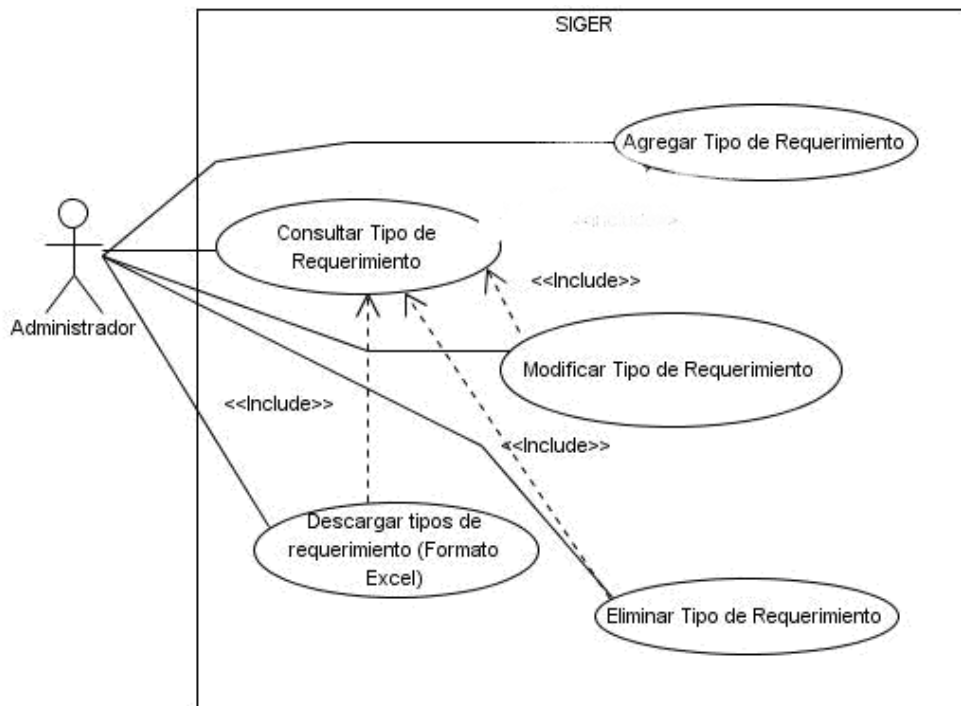 SIGER
Agregar Tipo de Requerimiento
Consultar Tipo de
Requerimiento
<<Include>>
Administrador
Modificar Tipo de Requerimiento
<<Include>>
<<Include>>
Descargar tipos de
requerimiento (Formato
Excel)
Eliminar Tipo de Requerimiento